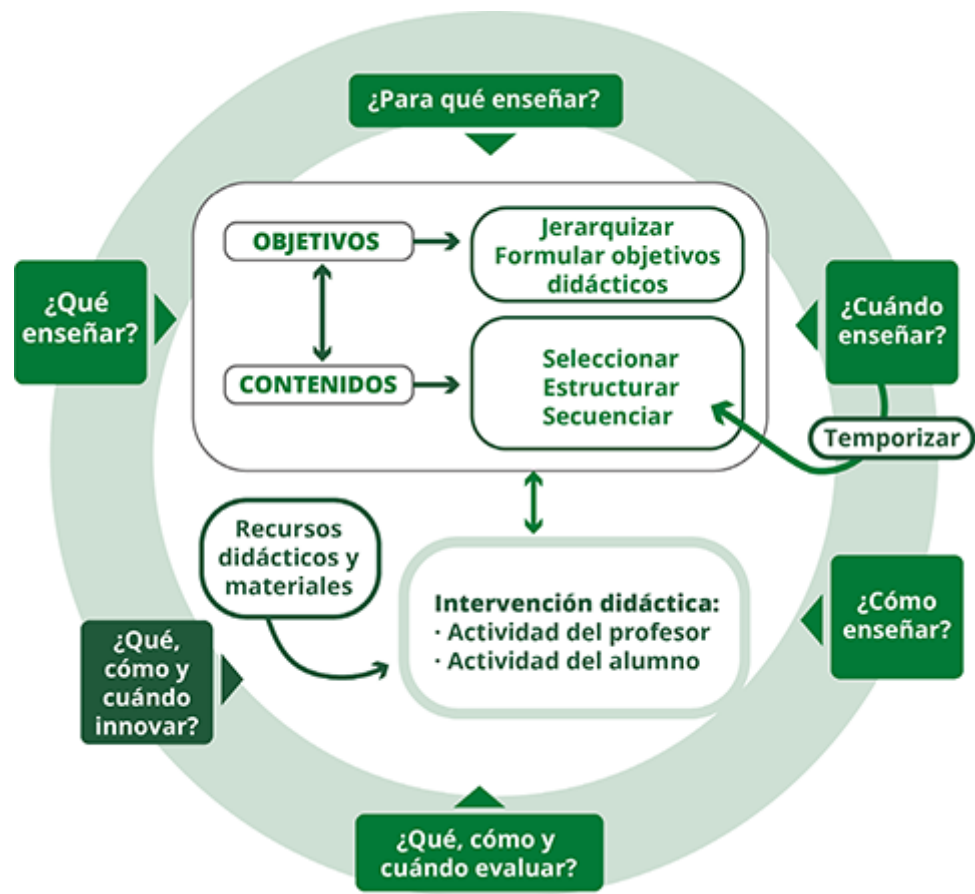 ¿Para qué enseñar?
OBJETIVOS
Jerarquizar
Formular objetivos
didácticos
¿Qué
enseñar?
¿Cuándo
enseñar?
CONTENIDOS
Seleccionar
Estructurar
Secuenciar
Temporizar
Recursos
didácticos y
materiales
Intervención didáctica:
· Actividad del profesor
· Actividad del alumno
¿Cómo
enseñar?
¿Qué,
cómo y
cuándo
innovar?
¿Qué, cómo y
cuándo evaluar?